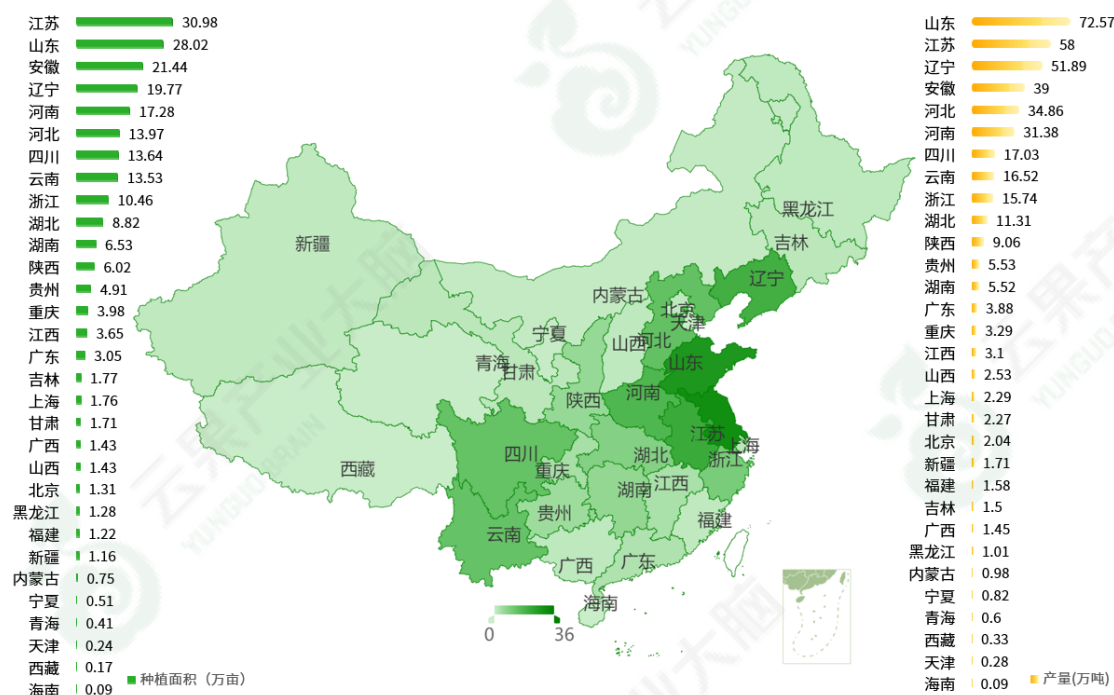 江苏 30.98
山东 28.02
安徽 21.44
辽宁 19.77
河南 17.28
河北 13.97
四川 13.64
云南 13.53
浙江 10.46
湖北 8.82
湖南 6.53
陕西 6.02
贵州 4.91
重庆 3.98
江西 3.65
广东 3.05
吉林 1.77
上海 1.76
甘肃 1.71
广西 1.43
山西 1.43
北京 1.31
黑龙江 1.28
福建 1.22
新疆 1.16
内蒙古 0.75
宁夏 0.51
青海 0.41
天津 0.24
西藏 0.17
海南 0.09
种植面积（万亩）
黑龙江
吉林
新疆
辽宁
内蒙古
北京
天津
宁夏
山西
河北
青海
甘肃
山东
河南
陕西
江苏
上海
四川
湖北
浙江
重庆
西藏
江西
湖南
贵州
福建
云南
广东
广西
海南
0 36
山东 72.57
江苏 58
辽宁 51.89
安徽 39
河北 34.86
河南 31.38
四川 17.03
云南 16.52
浙江 15.74
湖北 11.31
陕西 9.06
贵州 5.53
湖南 5.52
广东 3.88
重庆 3.29
江西 3.1
山西 2.53
上海 2.29
甘肃 2.27
北京 2.04
新疆 1.71
福建 1.58
吉林 1.5
广西 1.45
黑龙江 1.01
内蒙古 0.98
宁夏 0.82
青海 0.6
西藏 0.33
天津 0.28
海南 0.09
产量(万吨)
云果产业大脑